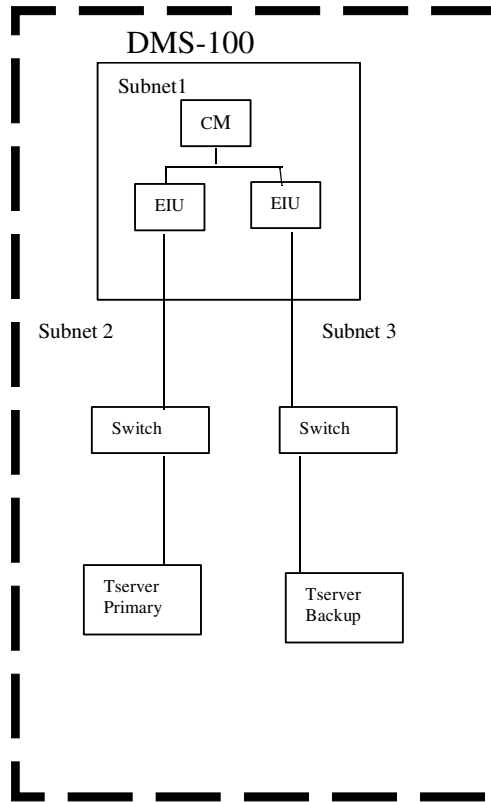 DMS-100
Subnet1
CM
EIU
EIU
Subnet 2
Subnet 3
Switch
Switch
Tserver
Primary
Tserver
Backup